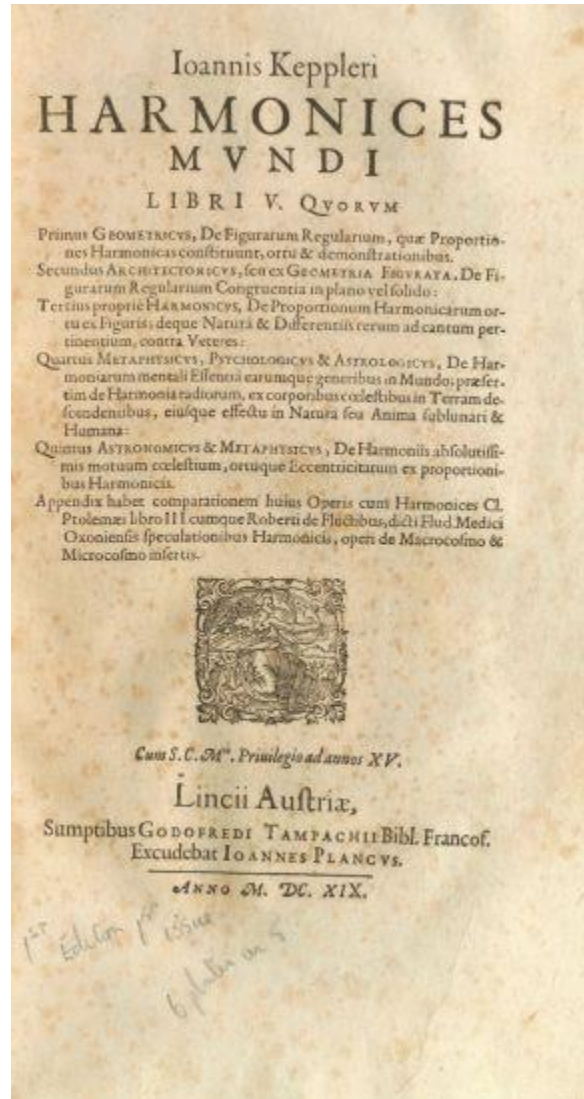 Ioannis Keppleri
HARMONICES
MVNDI
LIBRI V. QVORVM
Primus GEOMETRICVS, De Figurarum Regularium, quæ Proportio-
nes Harmonicas constituunt, ortu & demonstrationibus.
Secundus ARCHITECTONICVS, seu ex GEOMETRIA FIGVRATA, De Fi-
gurarum Regularium Congruentia in plano vel solido:
Tertius propriè HARMONICVS, De Proportionum Harmonicarum or-
tu ex Figuris; deque Naturâ & Differentiis rerum ad cantum per-
tinentium, contra Veteres:
Quartus METAPHYSICVS, PSYCHOLOGICVS & ASTROLOGICVS, De Har-
moniarum mentali Essentiâ earumque generibus in Mundo; præser-
tim de Harmonia radiorum, ex corporibus cœlestibus in Terram de-
scendentibus, eiusque effectu in Natura seu Anima sublunari &
Humana:
Quintus ASTRONOMICVS & METAPHYSICVS, De Harmoniis absolutissi-
mis motuum cœlestium, ortuque Eccentricitatum ex proportioni-
bus Harmonicis.
Appendix habet comparationem huius Operis cum Harmonices Cl.
Ptolemæi libro III cumque Roberti de Fluctibus, dicti Flud. Medici
Oxoniensis speculationibus Harmonicis, operi de Macrocosmo &
Microcosmo insertis.
Cum S. C. Mtis. Priuilegio ad annos XV.
Lincii Austriæ,
Sumptibus GODOFREDI TAMPACHII Bibl. Francof.
Excudebat IOANNES PLANCVS.
ANNO M. DC. XIX.
1st Edition 1st issue
6 plates in